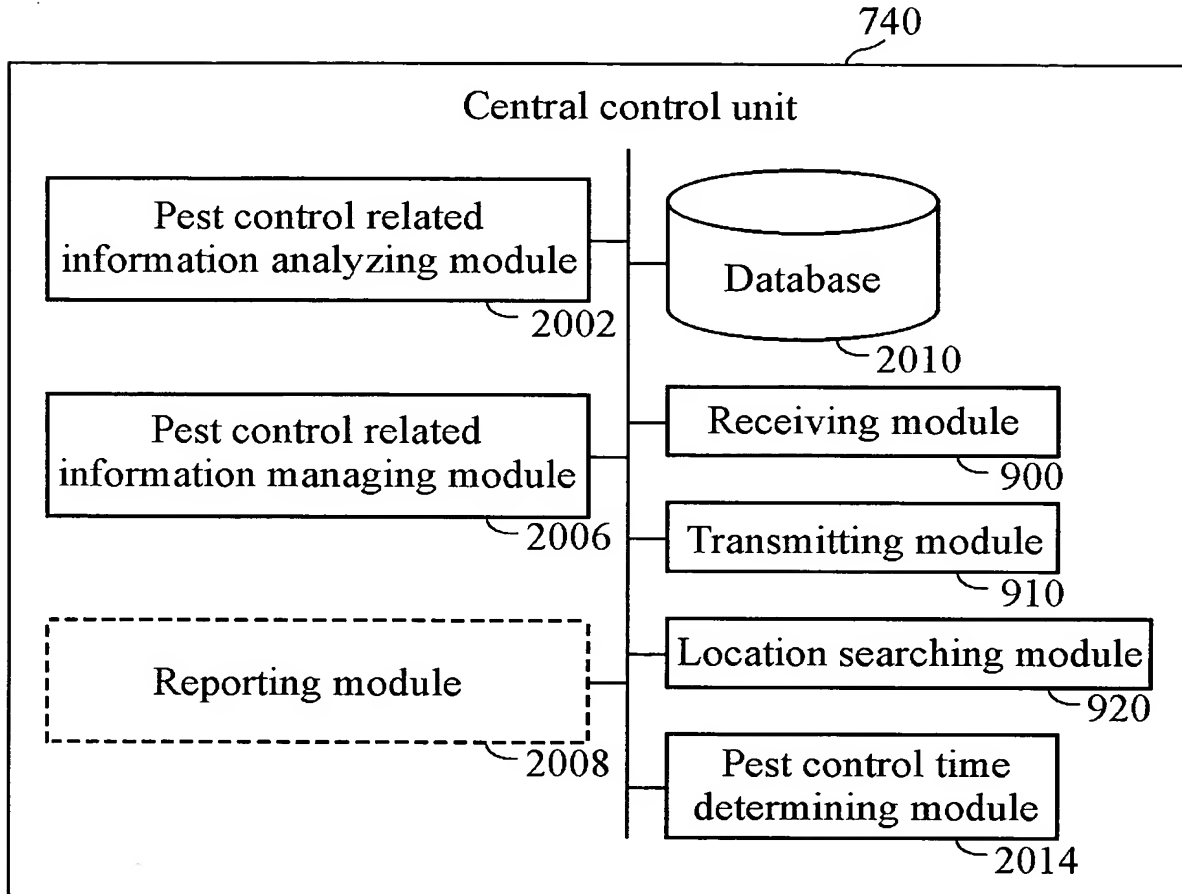 740
Central control unit
Pest control related
information analyzing module
2002
Database
2010
Pest control related
information managing module
2006
Receiving module
900
Transmitting module
910
Reporting module
2008
Location searching module
920
Pest control time
determining module
2014